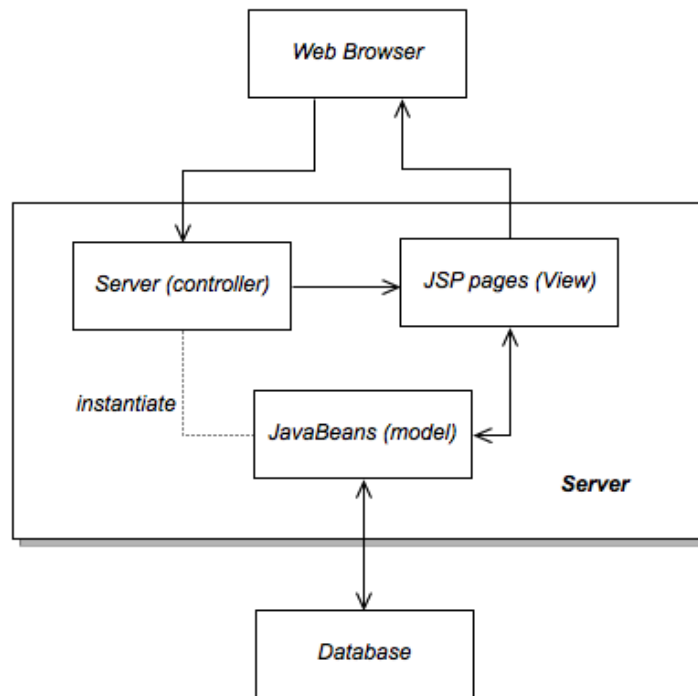 Web Browser
Server (controller)
JSP pages (View)
instantiate
JavaBeans (model)
Server
Database